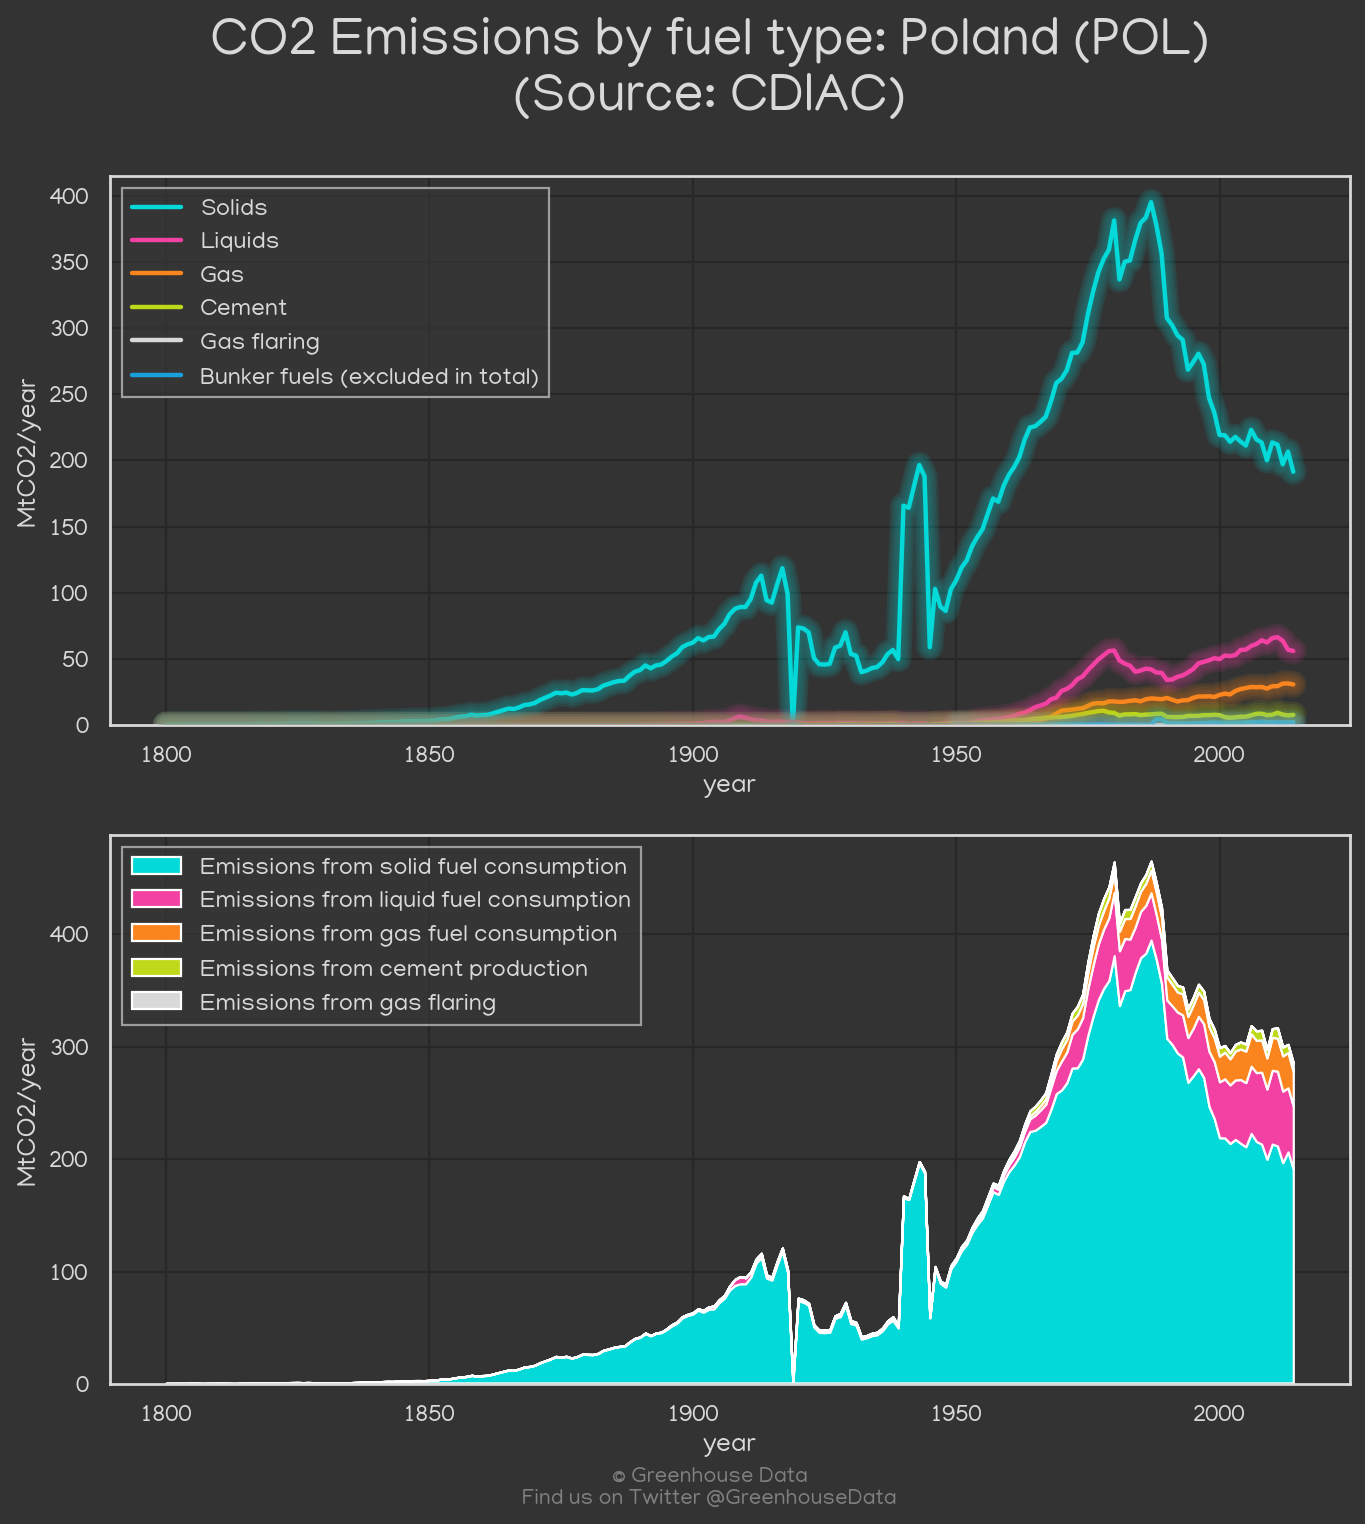 CO2 Emissions by fuel type: Poland (POL)
(Source: CDIAC)
MtCO2/year
400
350
300
250
200
150
100
50
0
Solids
Liquids
Gas
Cement
Gas flaring
Bunker fuels (excluded in total)
1800 1850 1900 1950 2000
year
MtCO2/year
400
300
200
100
0
Emissions from solid fuel consumption
Emissions from liquid fuel consumption
Emissions from gas fuel consumption
Emissions from cement production
Emissions from gas flaring
1800 1850 1900 1950 2000
year
© Greenhouse Data
Find us on Twitter @GreenhouseData